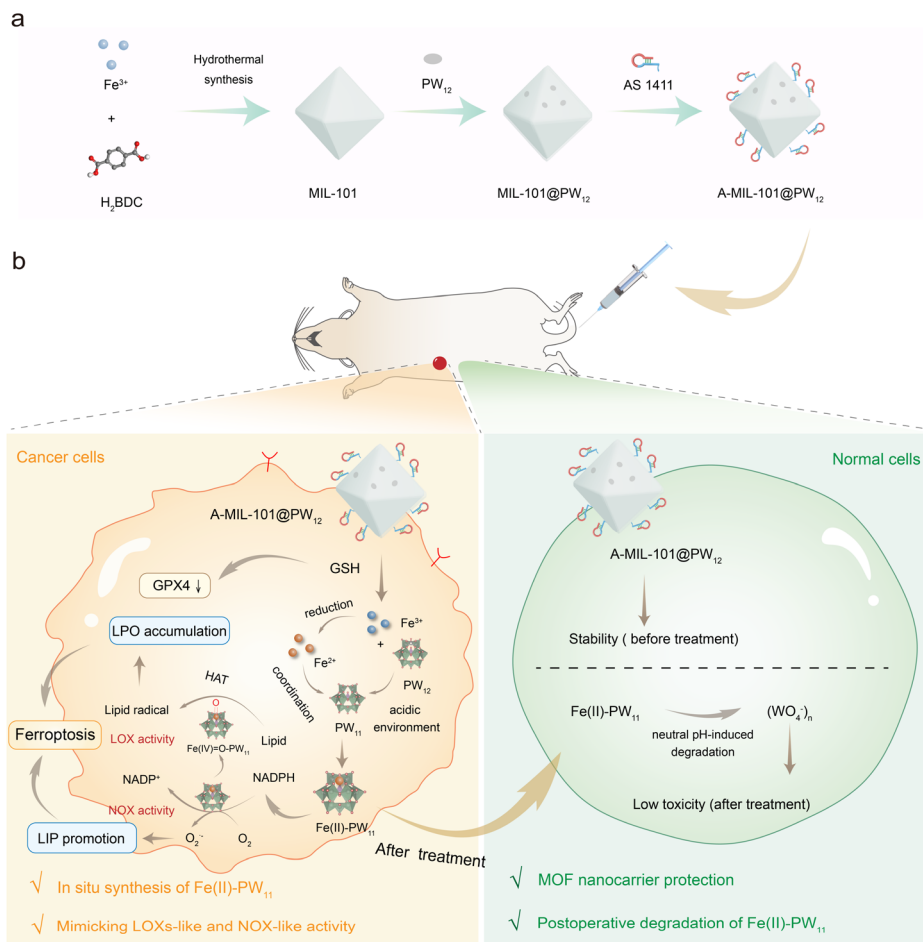 a
Fe³⁺
+
H₂BDC
Hydrothermal
synthesis
MIL-101
PW₁₂
MIL-101@PW₁₂
AS 1411
A-MIL-101@PW₁₂
b
Cancer cells
A-MIL-101@PW₁₂
GSH
GPX4 ↓
LPO accumulation
reduction
Fe³⁺
+
Fe²⁺
PW₁₂
coordination
acidic
environment
PW₁₁
HAT
O
Lipid radical
Fe(IV)=O-PW₁₁
Lipid
LOX activity
Ferroptosis
NADP⁺
NADPH
NOX activity
Fe(II)-PW₁₁
O₂˙⁻
O₂
LIP promotion
After treatment
√ In situ synthesis of Fe(II)-PW₁₁
√ Mimicking LOXs-like and NOX-like activity
Normal cells
A-MIL-101@PW₁₂
Stability ( before treatment)
Fe(II)-PW₁₁
(WO₄⁻)ₙ
neutral pH-induced
degradation
Low toxicity (after treatment)
√ MOF nanocarrier protection
√ Postoperative degradation of Fe(II)-PW₁₁